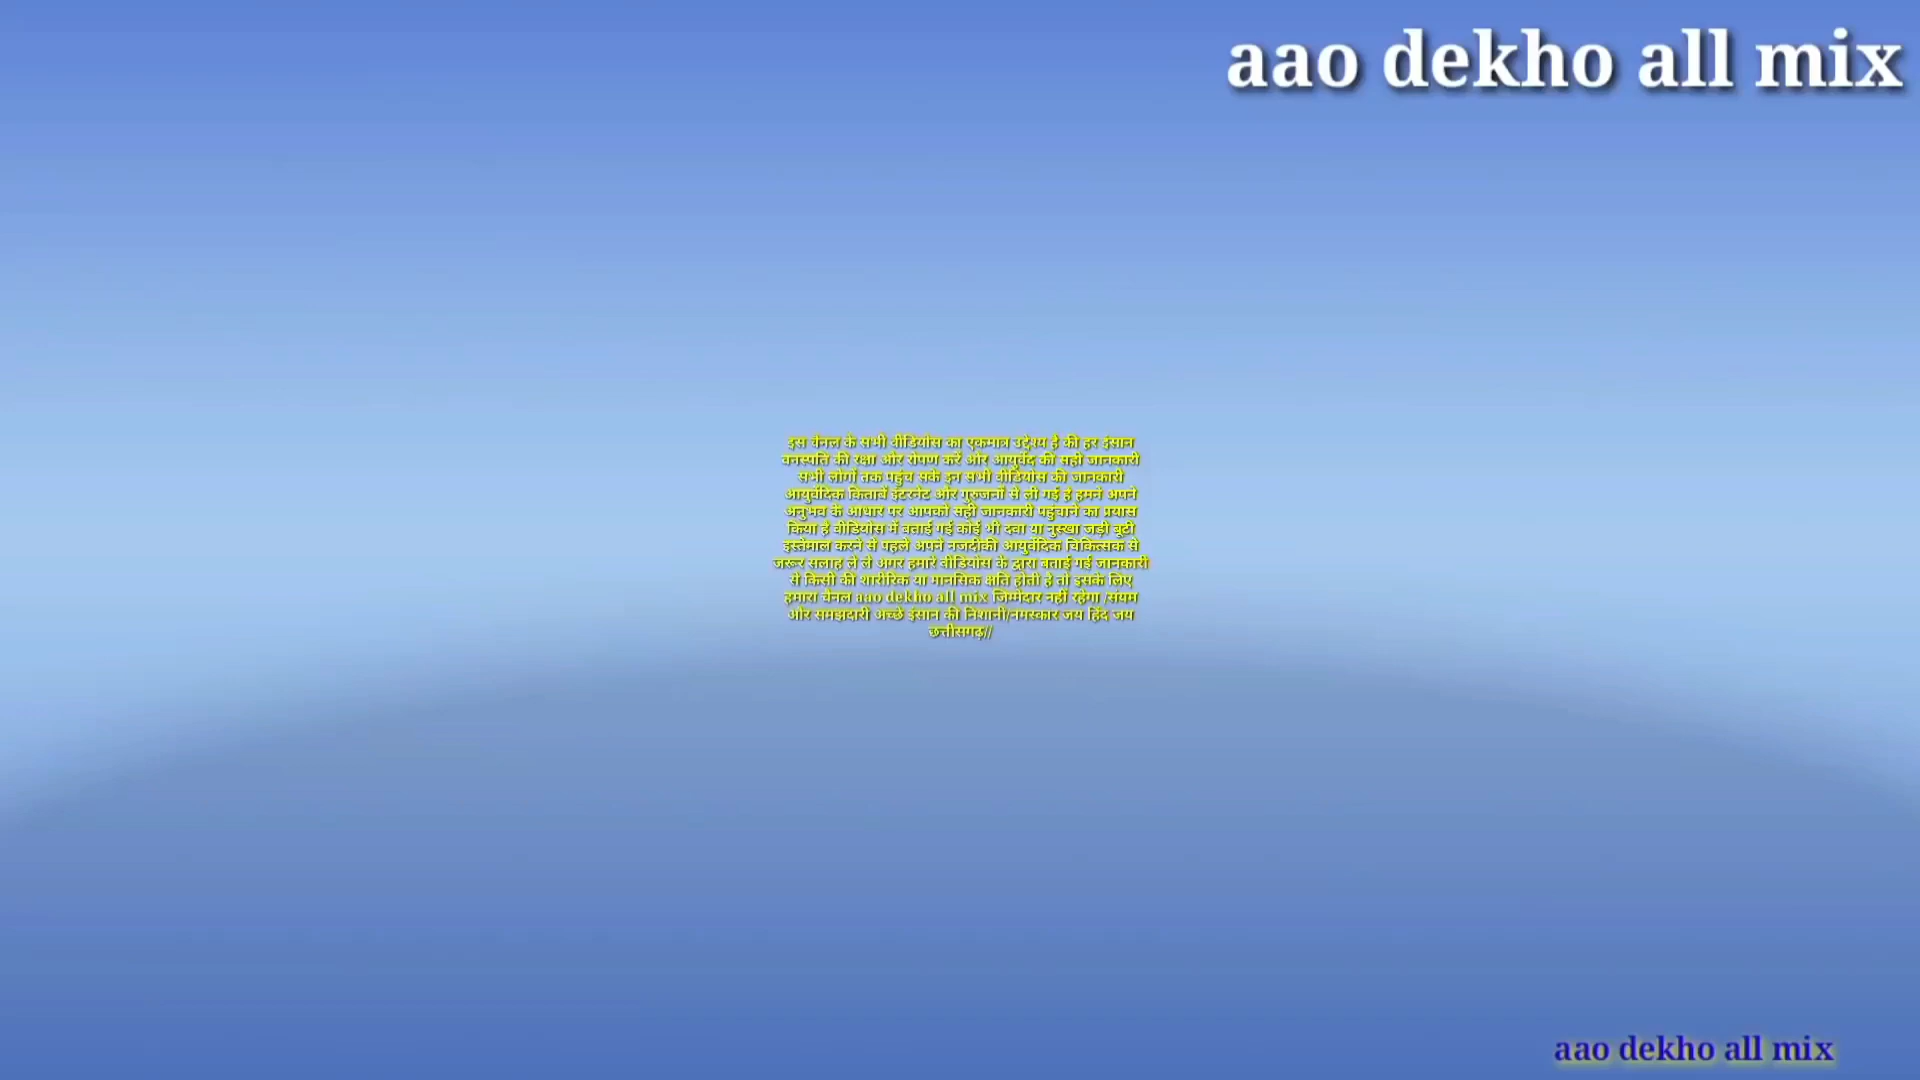 aao dekho all mix
इस चैनल के सभी वीडियोस का एकमात्र उद्देश्य है की हर इंसान
वनस्पति की रक्षा और रोपण करें और आयुर्वेद की सही जानकारी
सभी लोगों तक पहुंच सके इन सभी वीडियोस की जानकारी
आयुर्वेदिक किताबें इंटरनेट और गुरुजनों से ली गई है हमने अपने
अनुभव के आधार पर आपको सही जानकारी पहुंचाने का प्रयास
किया है वीडियोस में बताई गई कोई भी दवा या नुस्खा जड़ी बूटी
इस्तेमाल करने से पहले अपने नजदीकी आयुर्वेदिक चिकित्सक से
जरूर सलाह ले ले अगर हमारे वीडियोस के द्वारा बताई गई जानकारी
से किसी की शारीरिक या मानसिक क्षति होती है तो इसके लिए
हमारा चैनल aao dekho all mix जिम्मेदार नहीं रहेगा /संयम
और समझदारी अच्छे इंसान की निशानी/नमस्कार जय हिंद जय
छत्तीसगढ़//
aao dekho all mix